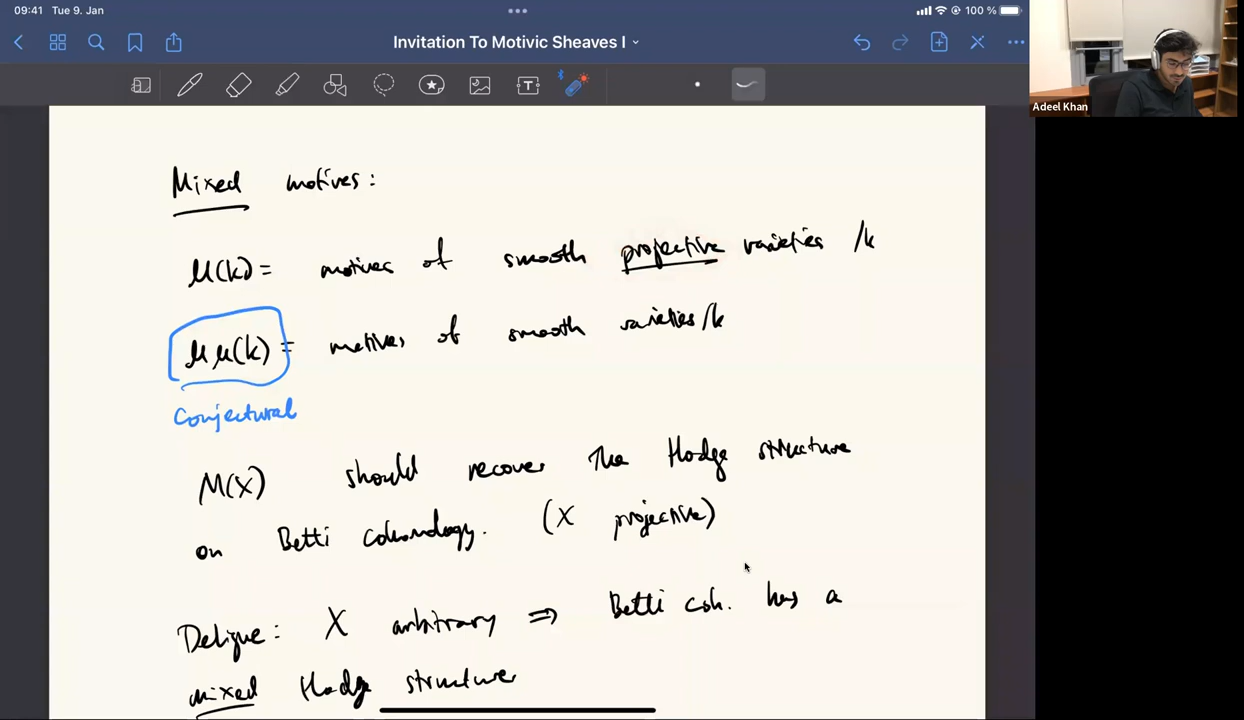 09:41 Tue 9. Jan
100 %
Invitation To Motivic Sheaves I
Adeel Khan
Mixed motives:
M(k) = motives of smooth projective varieties /k
MM(k) = motives of smooth varieties/k
Conjectural
M(X) should recover the Hodge structure
on Betti cohomology. (X projective)
Deligne: X arbitrary ⇒ Betti coh. has a
mixed Hodge structure